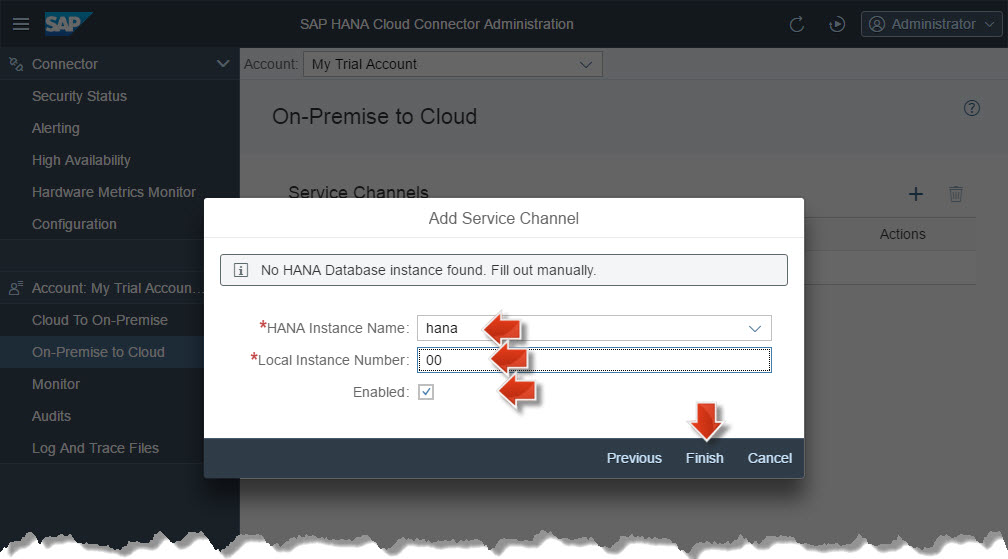 SAP
SAP HANA Cloud Connector Administration
Administrator
Connector
Account: My Trial Account
Security Status
Alerting
High Availability
Hardware Metrics Monitor
Configuration
Account: My Trial Accoun...
Cloud To On-Premise
On-Premise to Cloud
Monitor
Audits
Log And Trace Files
On-Premise to Cloud
Service Channels
Actions
Add Service Channel
No HANA Database instance found. Fill out manually.
*HANA Instance Name: hana
*Local Instance Number: 00
Enabled:
Previous Finish Cancel